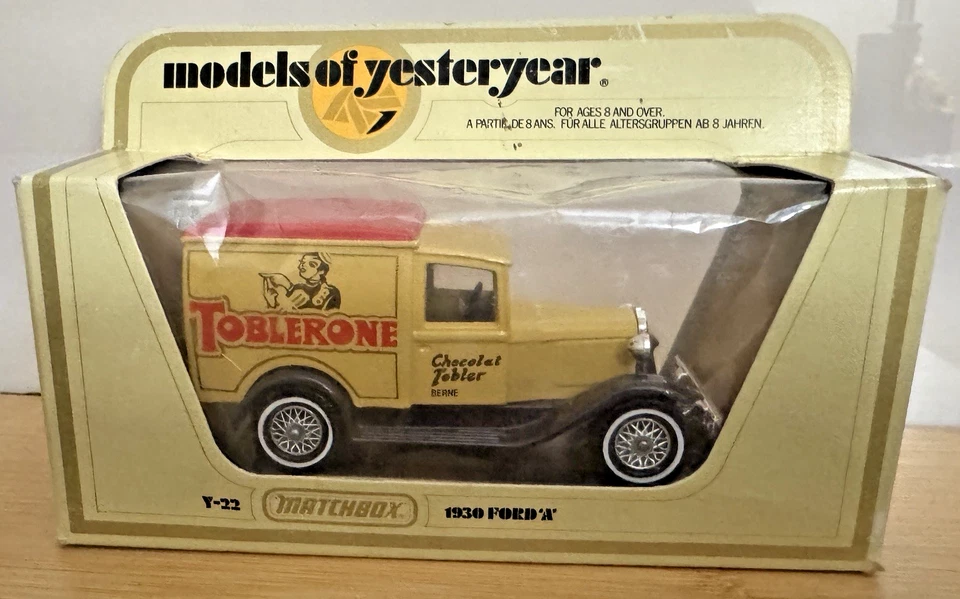 models of yesteryear®
FOR AGES 8 AND OVER.
A PARTIR DE 8 ANS. FÜR ALLE ALTERSGRUPPEN AB 8 JAHREN.
TOBLERONE
Chocolat
Tobler
BERNE
Y-22 MATCHBOX 1930 FORD 'A'